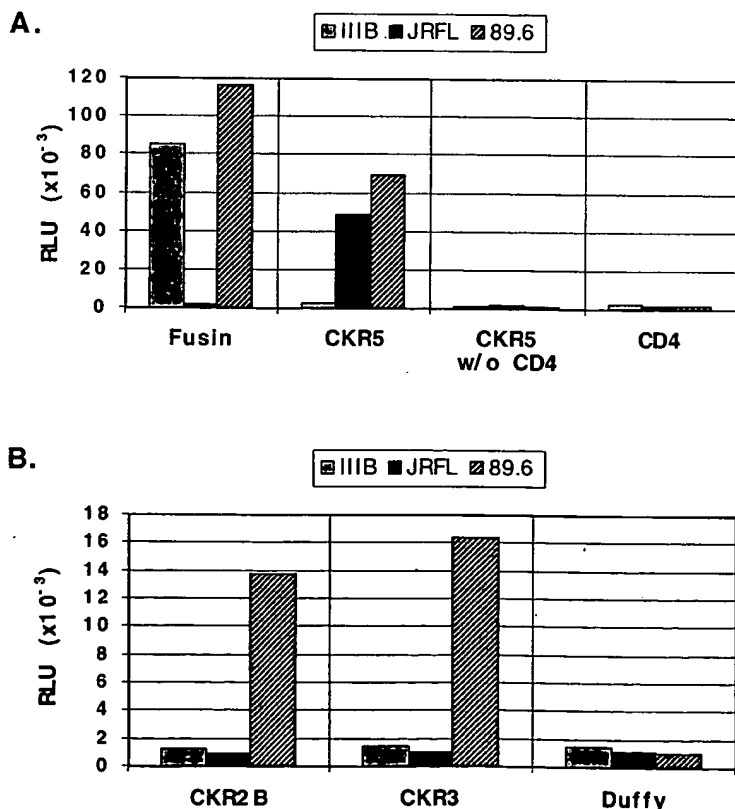 A.
IIIB JRFL 89.6
RLU (x10⁻³)
120
100
80
60
40
20
0
Fusin CKR5 CKR5 w/o CD4 CD4
B.
IIIB JRFL 89.6
RLU (x10⁻³)
18
16
14
12
10
8
6
4
2
0
CKR2B CKR3 Duffy